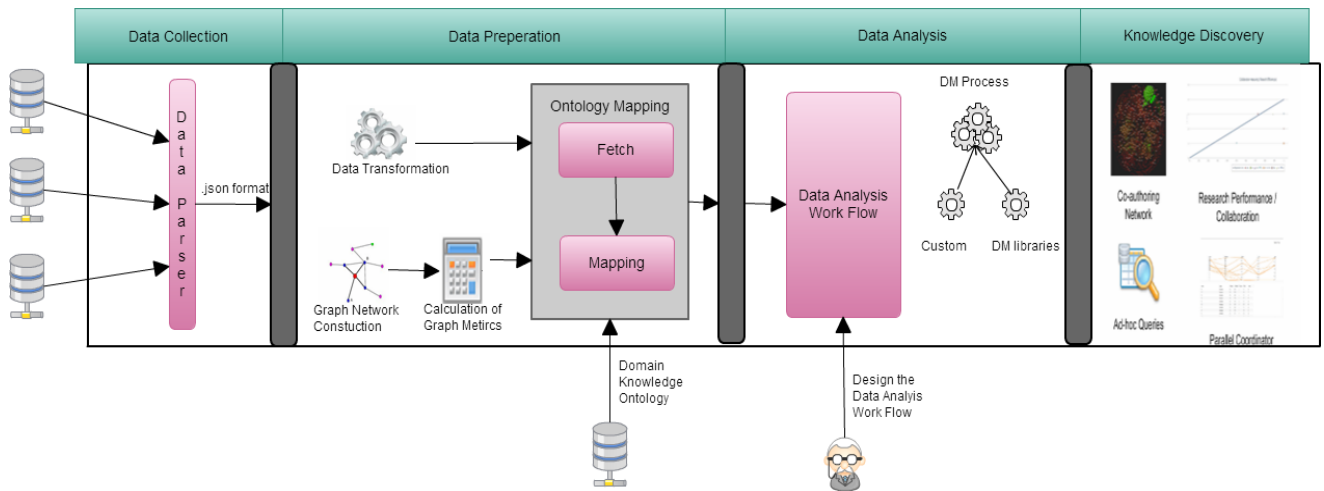 Data Collection
Data Preperation
Data Analysis
Knowledge Discovery
Data Parser
.json format
Data Transformation
Graph Network
Constuction
Calculation of
Graph Metircs
Ontology Mapping
Fetch
Mapping
Domain
Knowledge
Ontology
Data Analysis
Work Flow
Design the
Data Analyis
Work Flow
DM Process
Custom
DM libraries
Co-authoring
Network
Research Performance /
Collaboration
Ad-hoc Queries
Parallel Coordinator